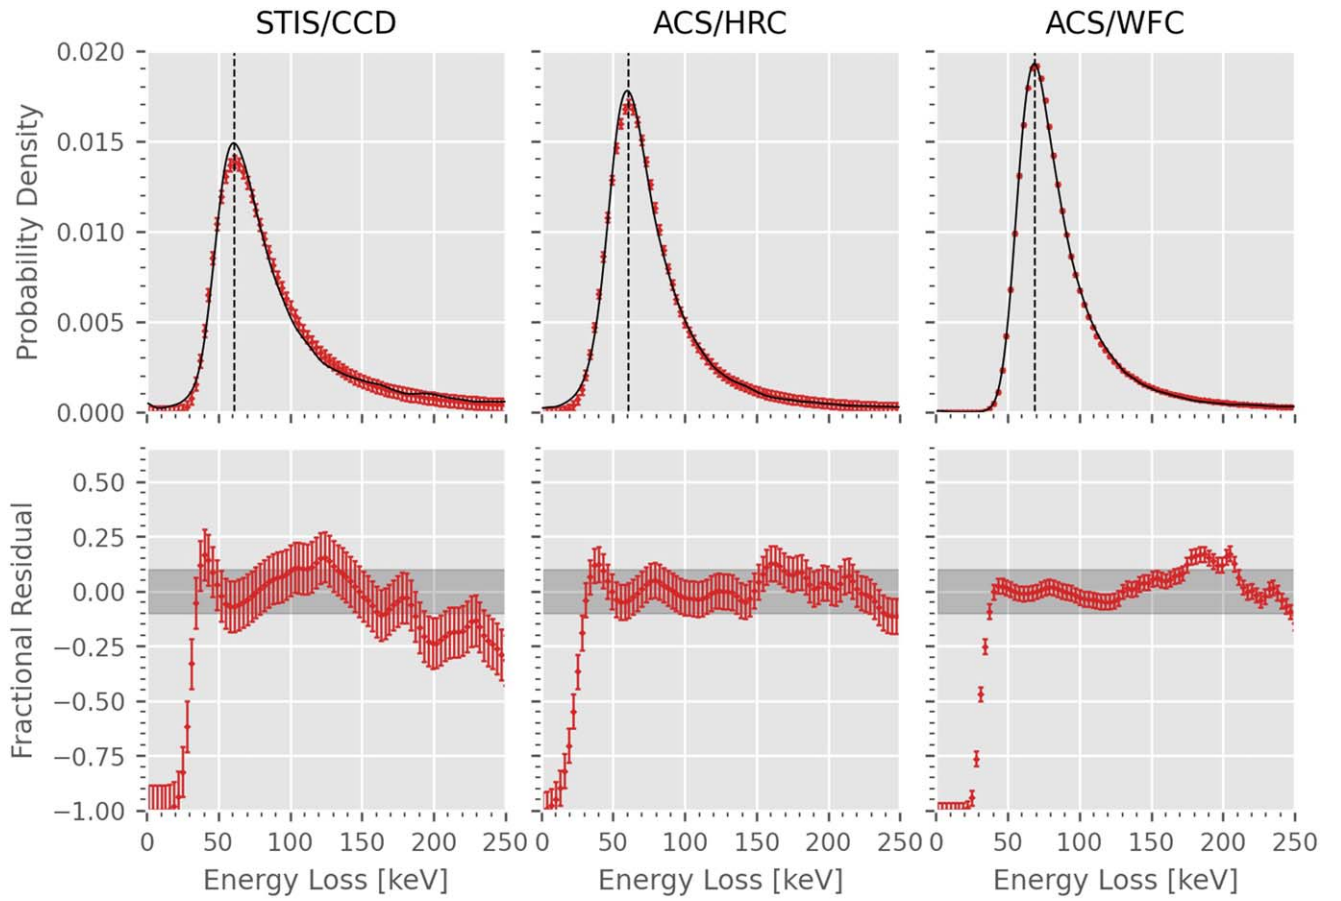 STIS/CCD ACS/HRC ACS/WFC
Probability Density
0.020
0.015
0.010
0.005
0.000
Fractional Residual
0.50
0.25
0.00
−0.25
−0.50
−0.75
−1.00
0 50 100 150 200 250 0 50 100 150 200 250 0 50 100 150 200 250
Energy Loss [keV] Energy Loss [keV] Energy Loss [keV]